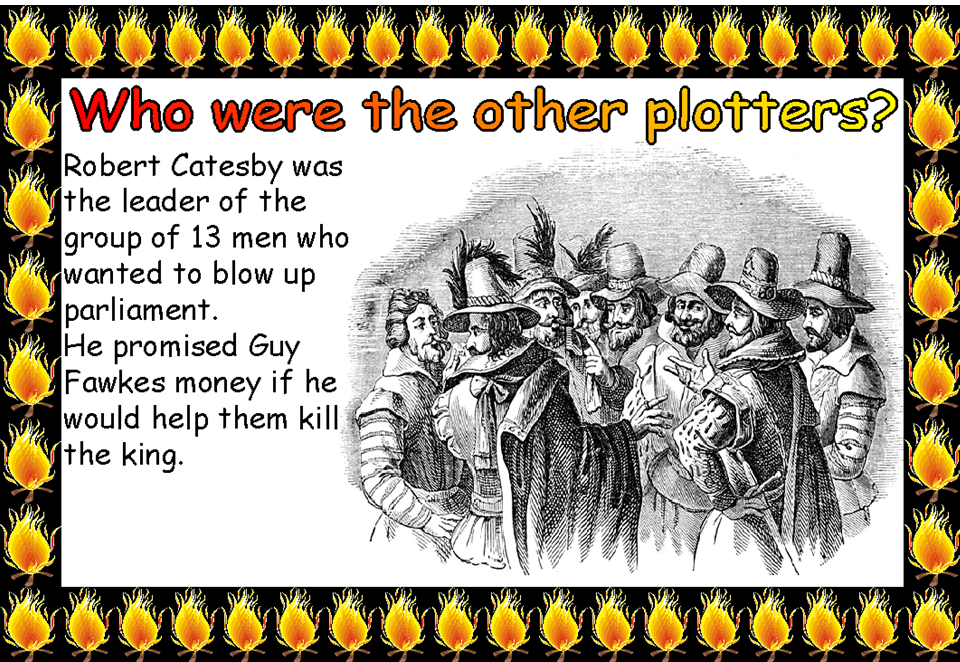 Who were the other plotters?
Robert Catesby was
the leader of the
group of 13 men who
wanted to blow up
parliament.
He promised Guy
Fawkes money if he
would help them kill
the king.